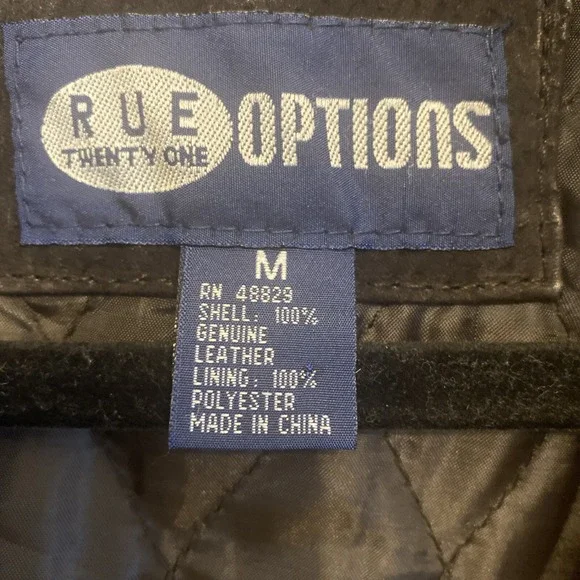 RUE
TWENTY ONE
OPTIONS
M
RN 48829
SHELL: 100%
GENUINE
LEATHER
LINING: 100%
POLYESTER
MADE IN CHINA